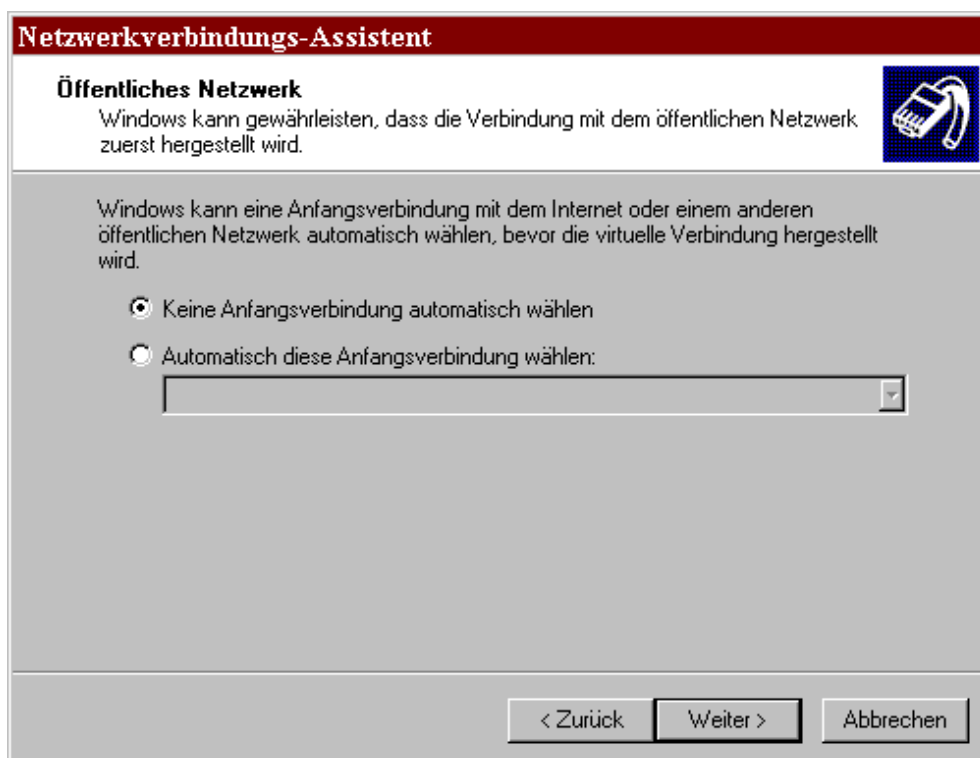 Netzwerkverbindungs-Assistent
Öffentliches Netzwerk
Windows kann gewährleisten, dass die Verbindung mit dem öffentlichen Netzwerk
zuerst hergestellt wird.
Windows kann eine Anfangsverbindung mit dem Internet oder einem anderen
öffentlichen Netzwerk automatisch wählen, bevor die virtuelle Verbindung hergestellt
wird.
Keine Anfangsverbindung automatisch wählen
Automatisch diese Anfangsverbindung wählen:
< Zurück
Weiter >
Abbrechen